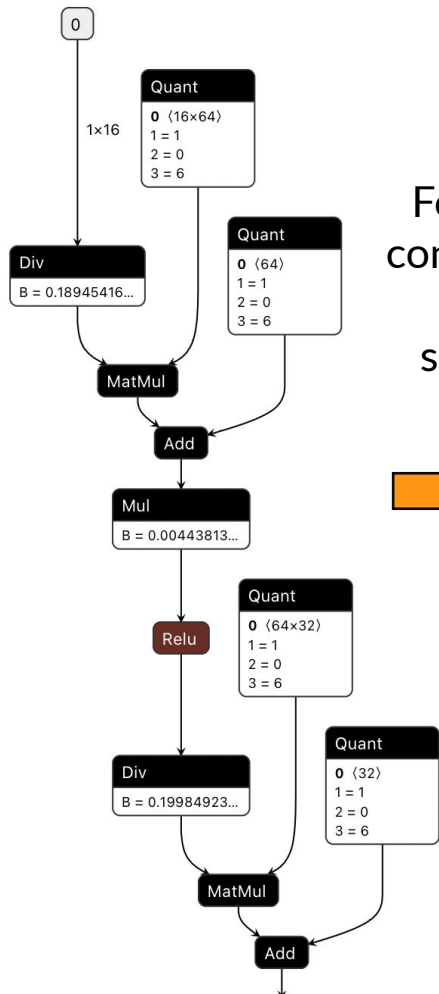 0
1×16
Quant
0 ⟨16×64⟩
1 = 1
2 = 0
3 = 6
Quant
0 ⟨64⟩
1 = 1
2 = 0
3 = 6
Div
B = 0.18945416...
MatMul
Add
Mul
B = 0.00443813...
Relu
Quant
0 ⟨64×32⟩
1 = 1
2 = 0
3 = 6
Quant
0 ⟨32⟩
1 = 1
2 = 0
3 = 6
Div
B = 0.19984923...
MatMul
Add